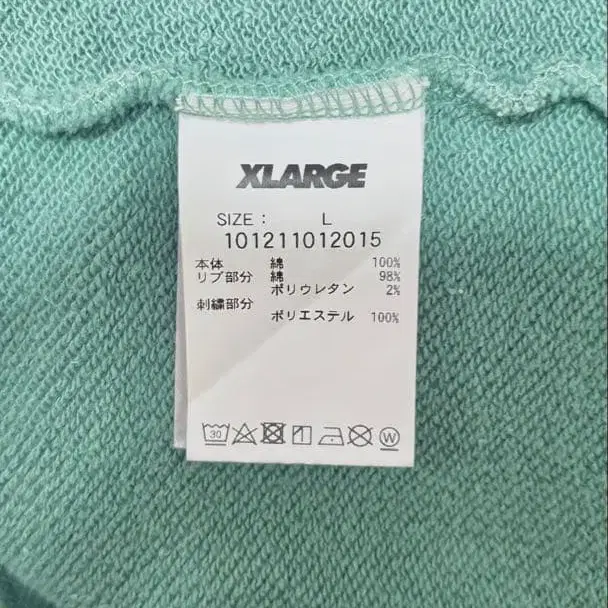 XLARGE
SIZE : L
101211012015
本体 綿 100%
リブ部分 綿 98%
ポリウレタン 2%
刺繍部分
ポリエステル 100%
30
W